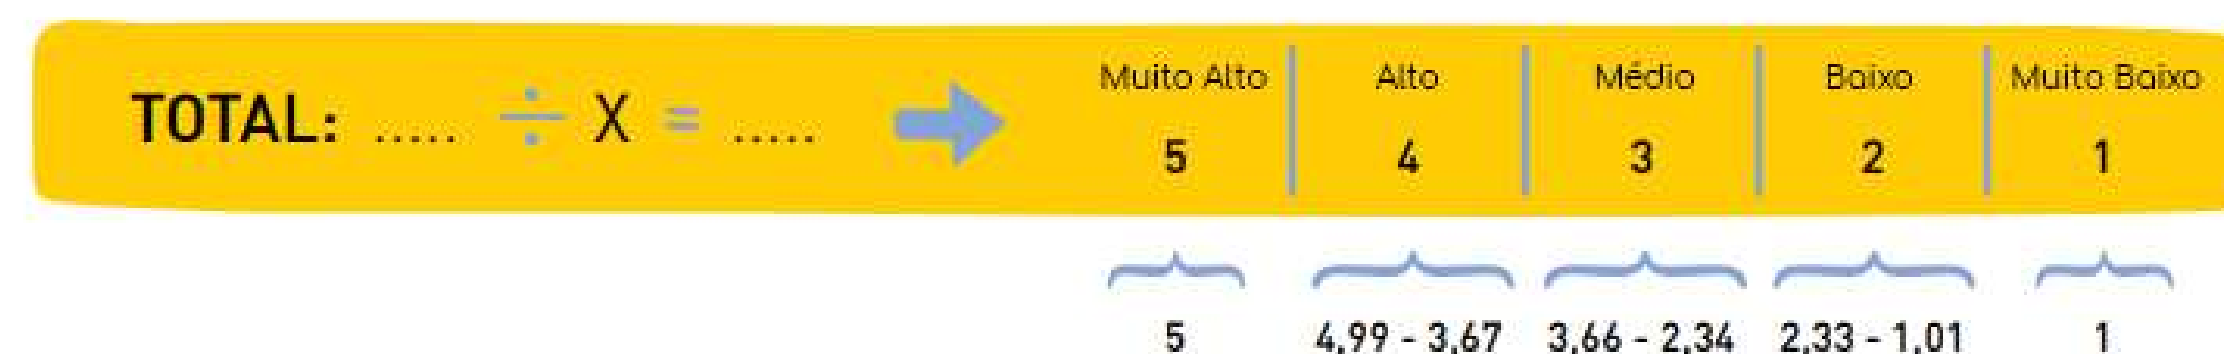 Muito Alto Alto Médio Baixo Muito Baixo
TOTAL: ..... ÷ X = .....
5 4 3 2 1
5 4,99 - 3,67 3,66 - 2,34 2,33 - 1,01 1